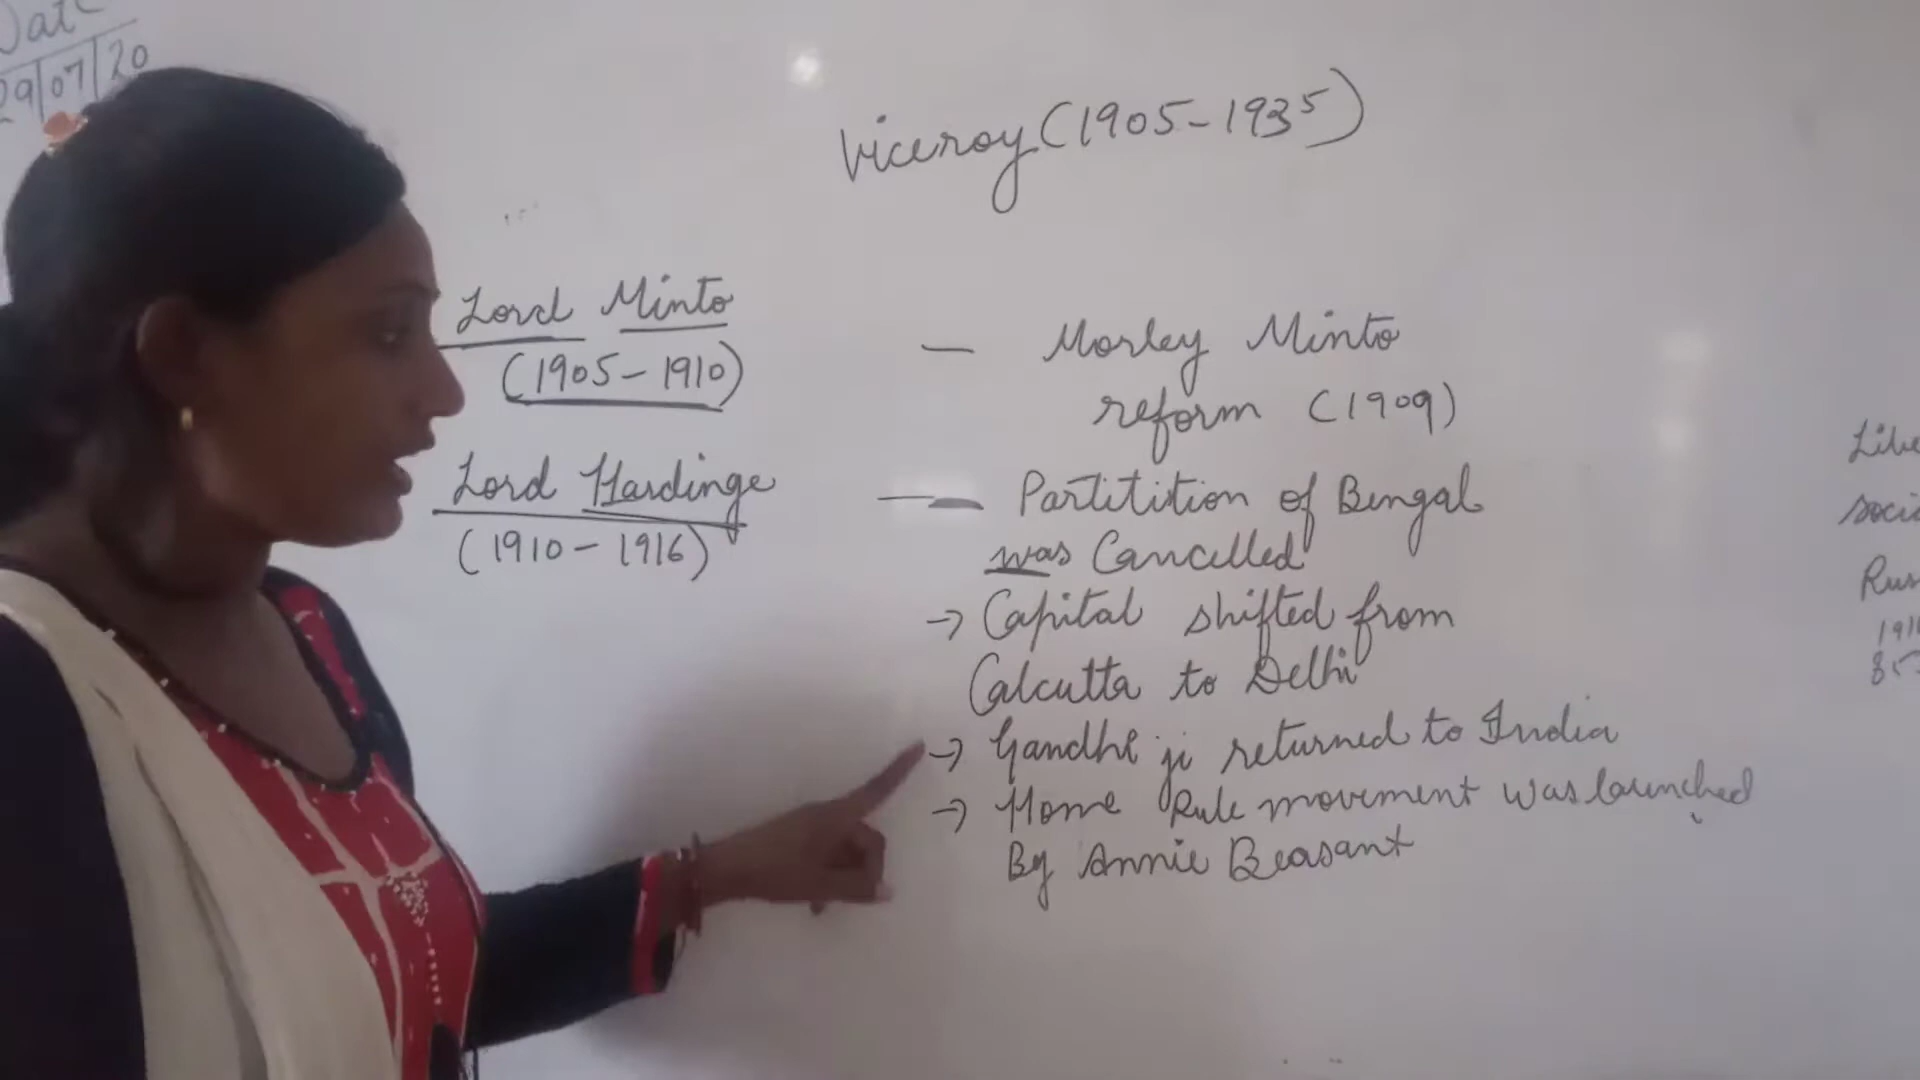 Date
29/07/20
Viceroy (1905-1935)
Lord Minto
(1905-1910)
— Morley Minto
reform (1909)
Lord Hardinge
(1910-1916)
— Partitition of Bengal
was Cancelled
→ Capital shifted from
Calcutta to Delhi
→ Gandhi ji returned to India
→ Home Rule movement was launched
By Annie Beasant